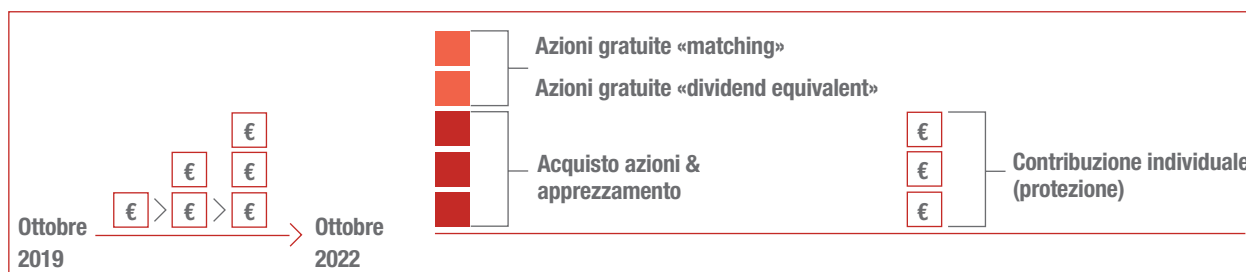 Ottobre
2019
€ > € > €
€ €
€
Ottobre
2022
Azioni gratuite «matching»
Azioni gratuite «dividend equivalent»
Acquisto azioni &
apprezzamento
€
€
€
Contribuzione individuale
(protezione)